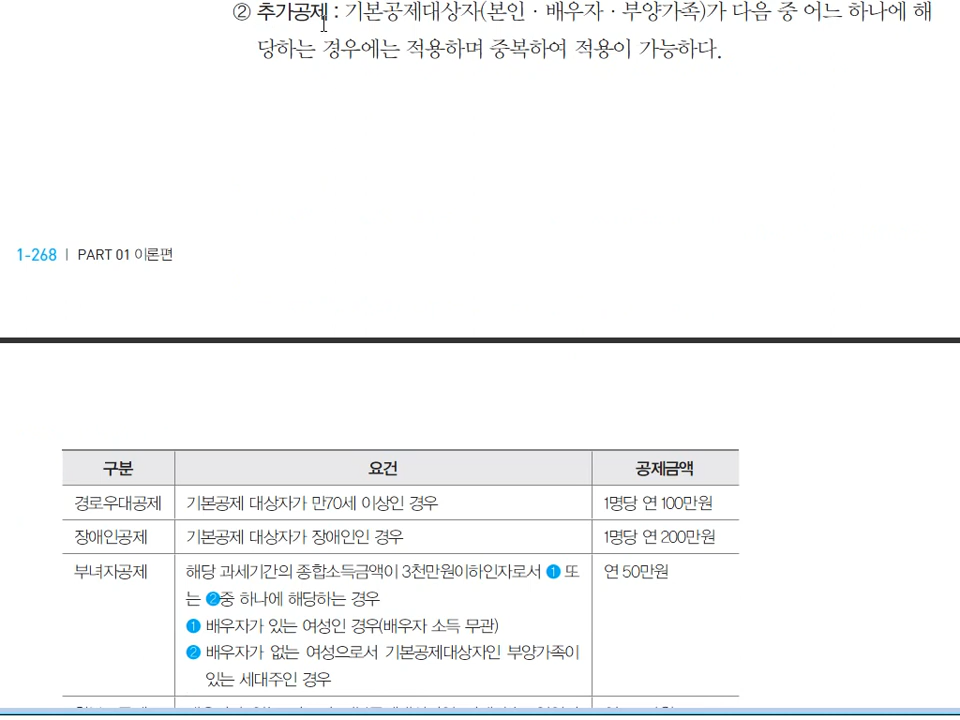 ② 추가공제 : 기본공제대상자(본인 · 배우자 · 부양가족)가 다음 중 어느 하나에 해
당하는 경우에는 적용하며 중복하여 적용이 가능하다.
1-268 | PART 01 이론편
구분 요건 공제금액
경로우대공제 기본공제 대상자가 만70세 이상인 경우 1명당 연 100만원
장애인공제 기본공제 대상자가 장애인인 경우 1명당 연 200만원
부녀자공제 해당 과세기간의 종합소득금액이 3천만원이하인자로서 ❶ 또 연 50만원
는 ❷중 하나에 해당하는 경우
❶ 배우자가 있는 여성인 경우(배우자 소득 무관)
❷ 배우자가 없는 여성으로서 기본공제대상자인 부양가족이
있는 세대주인 경우